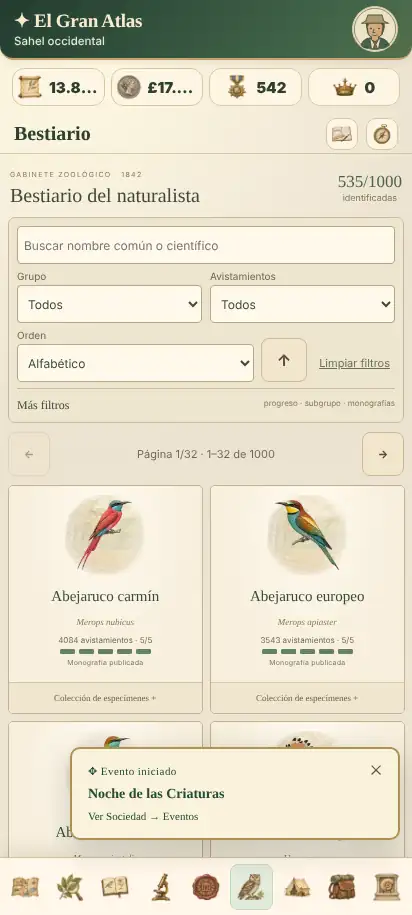 ✦ El Gran Atlas
Sahel occidental
13.8...
£17....
542
0
Bestiario
GABINETE ZOOLÓGICO 1842
Bestiario del naturalista
535/1000
identificadas
Buscar nombre común o científico
Grupo
Avistamientos
Todos
Todos
Orden
Alfabético
↑
Limpiar filtros
Más filtros
progreso · subgrupo · monografías
←
Página 1/32 · 1–32 de 1000
→
Abejaruco carmín
Merops nubicus
4084 avistamientos · 5/5
Monografía publicada
Colección de especímenes +
Abejaruco europeo
Merops apiaster
3543 avistamientos · 5/5
Monografía publicada
Colección de especímenes +
✥ Evento iniciado
Noche de las Criaturas
Ver Sociedad → Eventos